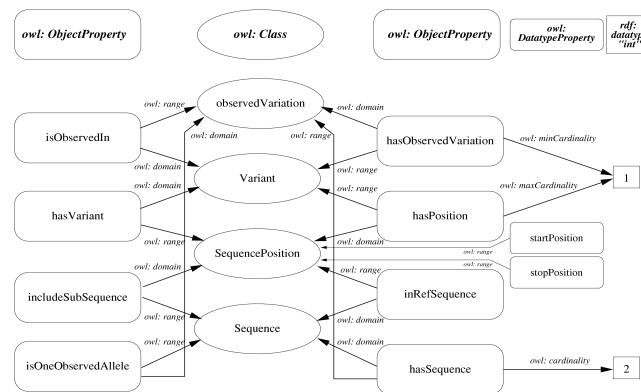 owl: ObjectProperty
owl: Class
owl: ObjectProperty
owl:
DatatypeProperty
rdf:
datatype
"int"
observedVariation
owl: range
owl: domain
isObservedIn
owl: domain
owl: range
hasObservedVariation
owl: minCardinality
owl: domain
owl: range
Variant
1
owl: domain
owl: range
owl: maxCardinality
hasVariant
hasPosition
owl: range
owl: domain
startPosition
SequencePosition
owl: range
owl: domain
owl: range
owl: range
stopPosition
includeSubSequence
inRefSequence
owl: range
owl: domain
Sequence
owl: range
owl: domain
isOneObservedAllele
hasSequence
owl: cardinality
2